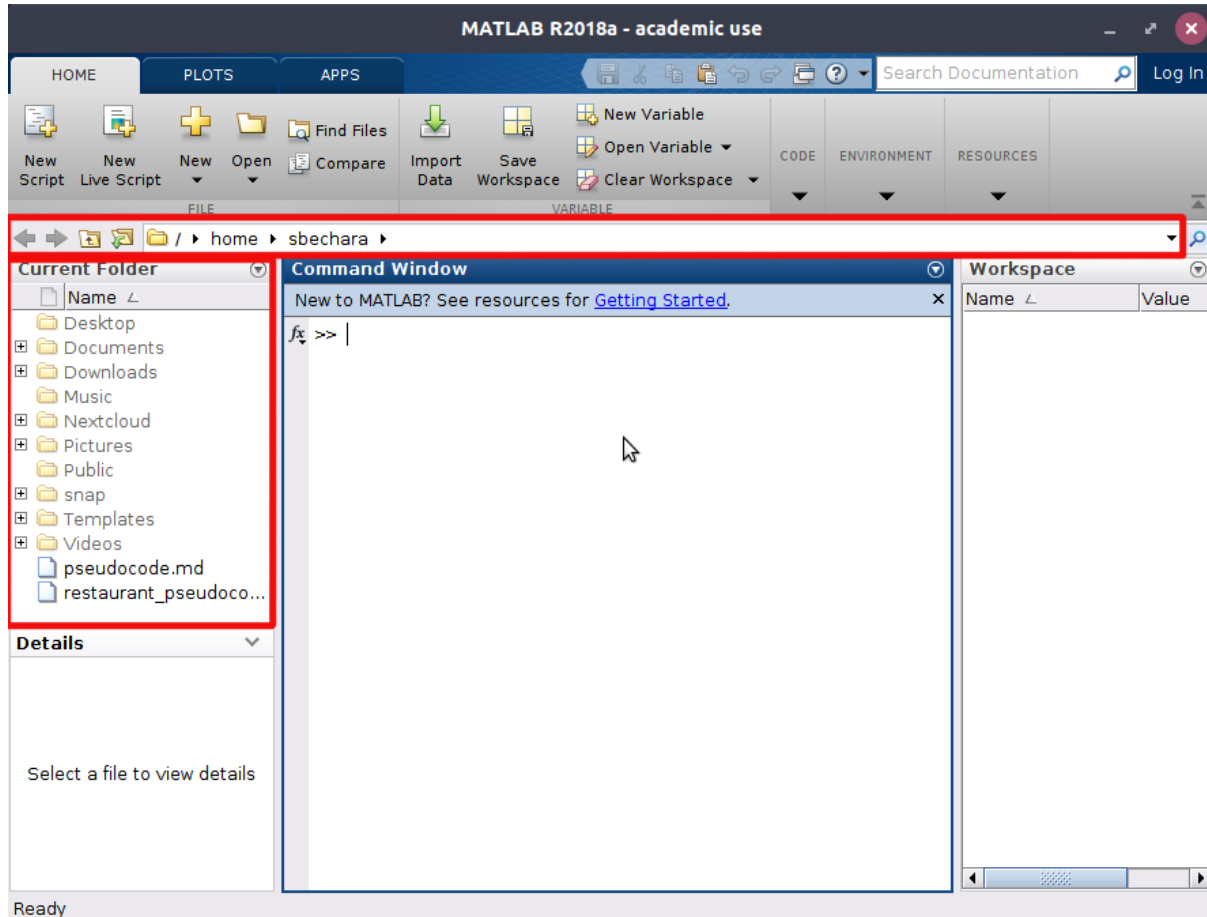 MATLAB R2018a - academic use
HOME PLOTS APPS Search Documentation Log In
New Script
New Live Script
New
Open
Find Files
Compare
FILE
Import Data
Save Workspace
New Variable
Open Variable
Clear Workspace
VARIABLE
CODE
ENVIRONMENT
RESOURCES
/ home sbechara
Current Folder
Name
Desktop
Documents
Downloads
Music
Nextcloud
Pictures
Public
snap
Templates
Videos
pseudocode.md
restaurant_pseudoco...
Details
Select a file to view details
Command Window
New to MATLAB? See resources for Getting Started.
fx >>
Workspace
Name Value
Ready